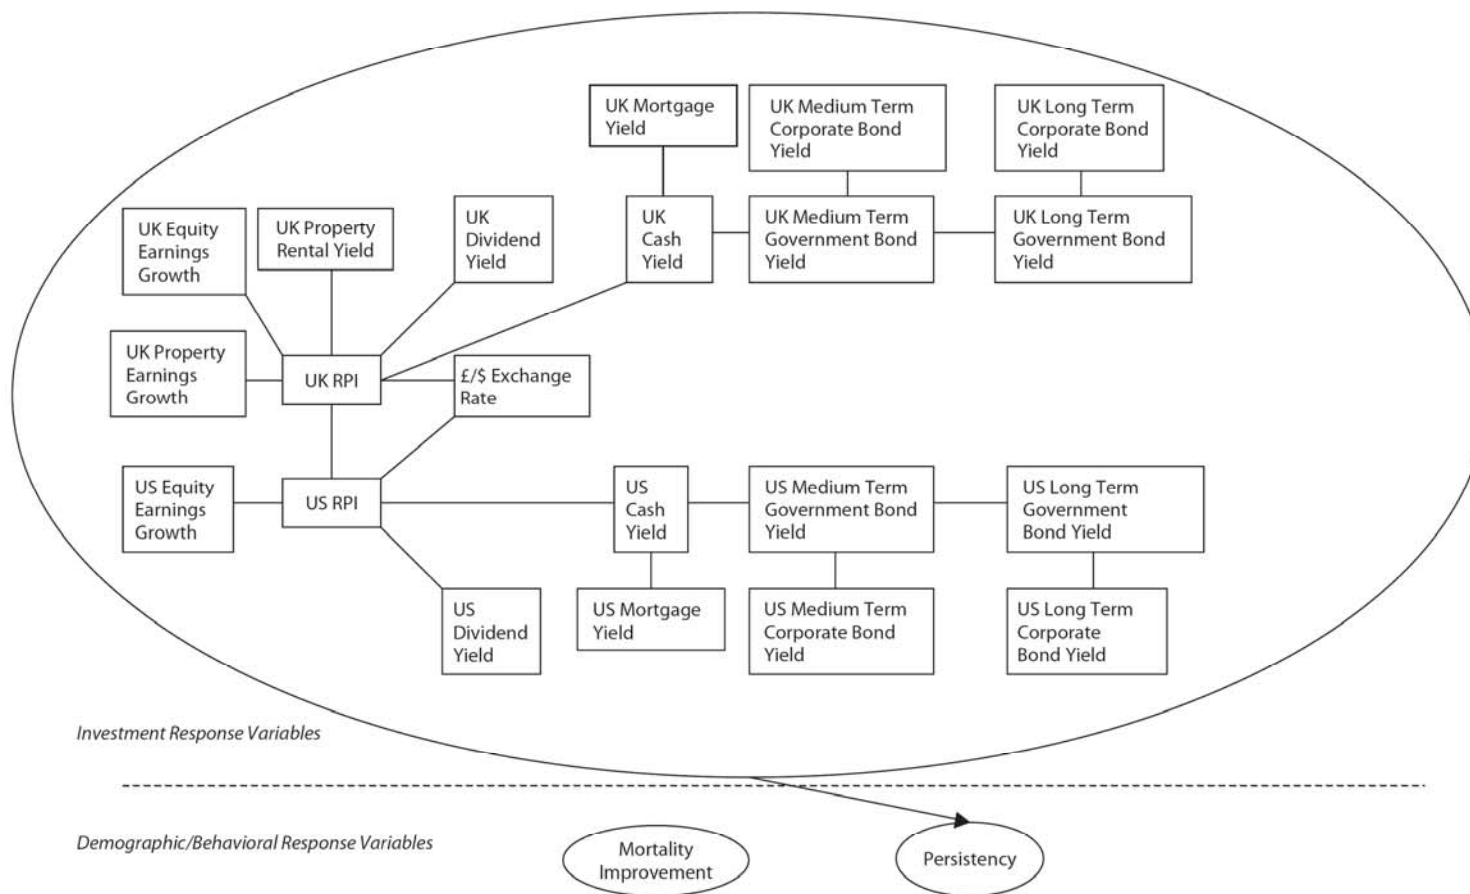 UK Mortgage
Yield
UK Medium Term
Corporate Bond
Yield
UK Long Term
Corporate Bond
Yield
UK Equity
Earnings
Growth
UK Property
Rental Yield
UK
Dividend
Yield
UK
Cash
Yield
UK Medium Term
Government Bond
Yield
UK Long Term
Government Bond
Yield
UK Property
Earnings
Growth
UK RPI
£/$ Exchange
Rate
US Equity
Earnings
Growth
US RPI
US
Cash
Yield
US Medium Term
Government Bond
Yield
US Long Term
Government
Bond Yield
US
Dividend
Yield
US Mortgage
Yield
US Medium Term
Corporate Bond
Yield
US Long Term
Corporate
Bond Yield
Investment Response Variables
Demographic/Behavioral Response Variables
Mortality
Improvement
Persistency